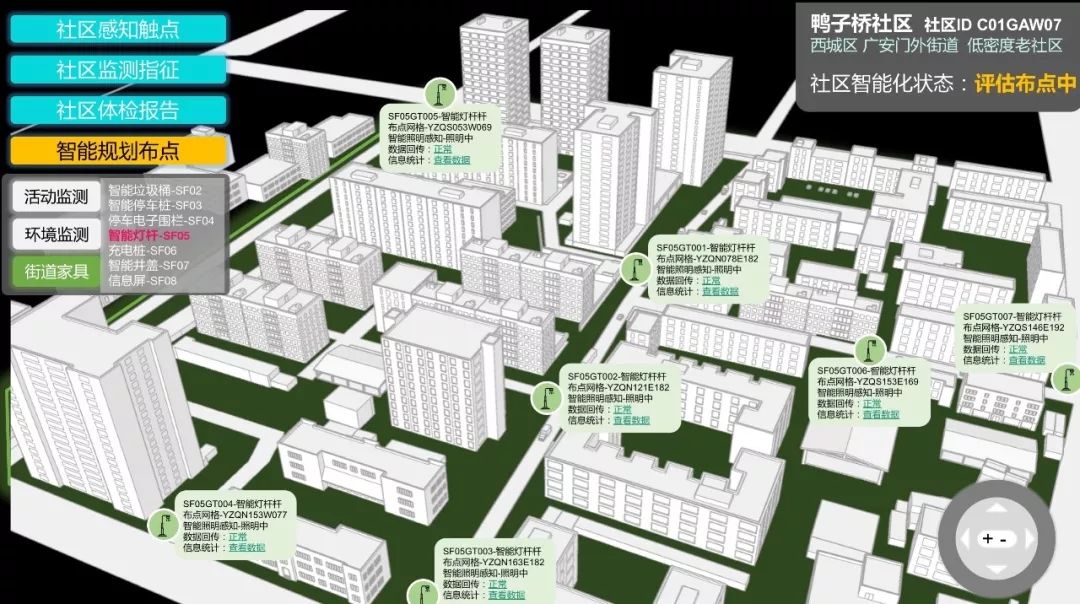 社区感知触点
社区监测指征
社区体检报告
智能规划布点
活动监测
环境监测
街道家具
智能垃圾桶-SF02
智能停车桩-SF03
停车电子围栏-SF04
智能灯杆-SF05
充电桩-SF06
智能井盖-SF07
信息屏-SF08
鸭子桥社区 社区ID C01GAW07
西城区 广安门外街道 低密度老社区
社区智能化状态：评估布点中
SF05GT005-智能灯杆杆
布点网格-YZQS053W069
智能照明感知-照明中
数据回传：正常
信息统计：查看数据
SF05GT001-智能灯杆杆
布点网格-YZQN078E182
智能照明感知-照明中
数据回传：正常
信息统计：查看数据
SF05GT007-智能灯杆杆
布点网格-YZQS146E192
智能照明感知-照明中
数据回传：正常
信息统计：查看数据
SF05GT006-智能灯杆杆
布点网格-YZQS153E169
智能照明感知-照明中
数据回传：正常
信息统计：查看数据
SF05GT002-智能灯杆杆
布点网格-YZQN121E182
智能照明感知-照明中
数据回传：正常
信息统计：查看数据
SF05GT004-智能灯杆杆
布点网格-YZQN153W077
智能照明感知-照明中
数据回传：正常
信息统计：查看数据
SF05GT003-智能灯杆杆
布点网格-YZQN163E182
智能照明感知-照明中
数据回传：正常
信息统计：查看数据
+ -